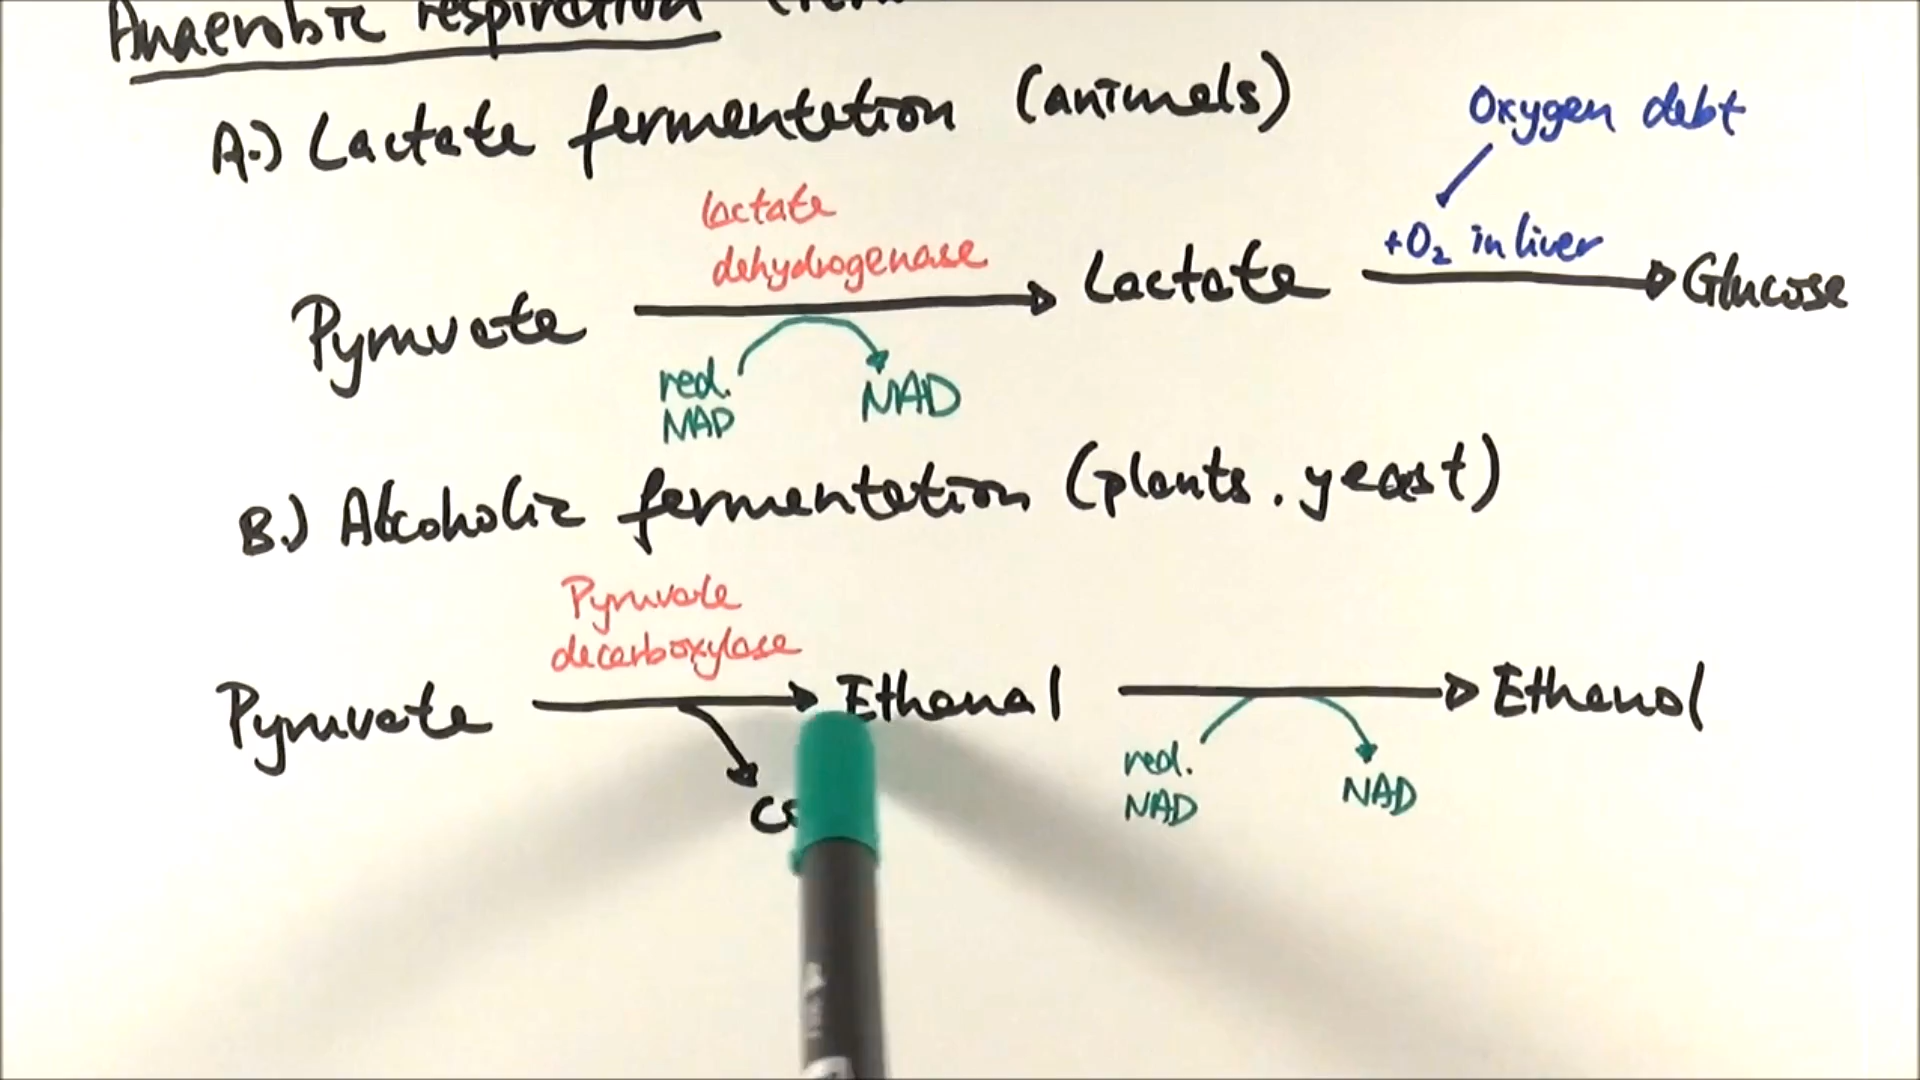 Anaerobic respiration
A.) Lactate fermentation (animals)
Oxygen debt
Lactate
dehydrogenase
+O₂ in liver
Pyruvate
Lactate
Glucose
red.
NAD
NAD
B.) Alcoholic fermentation (plants, yeast)
Pyruvate
decarboxylase
Pyruvate
Ethanal
Ethanol
red.
NAD
NAD